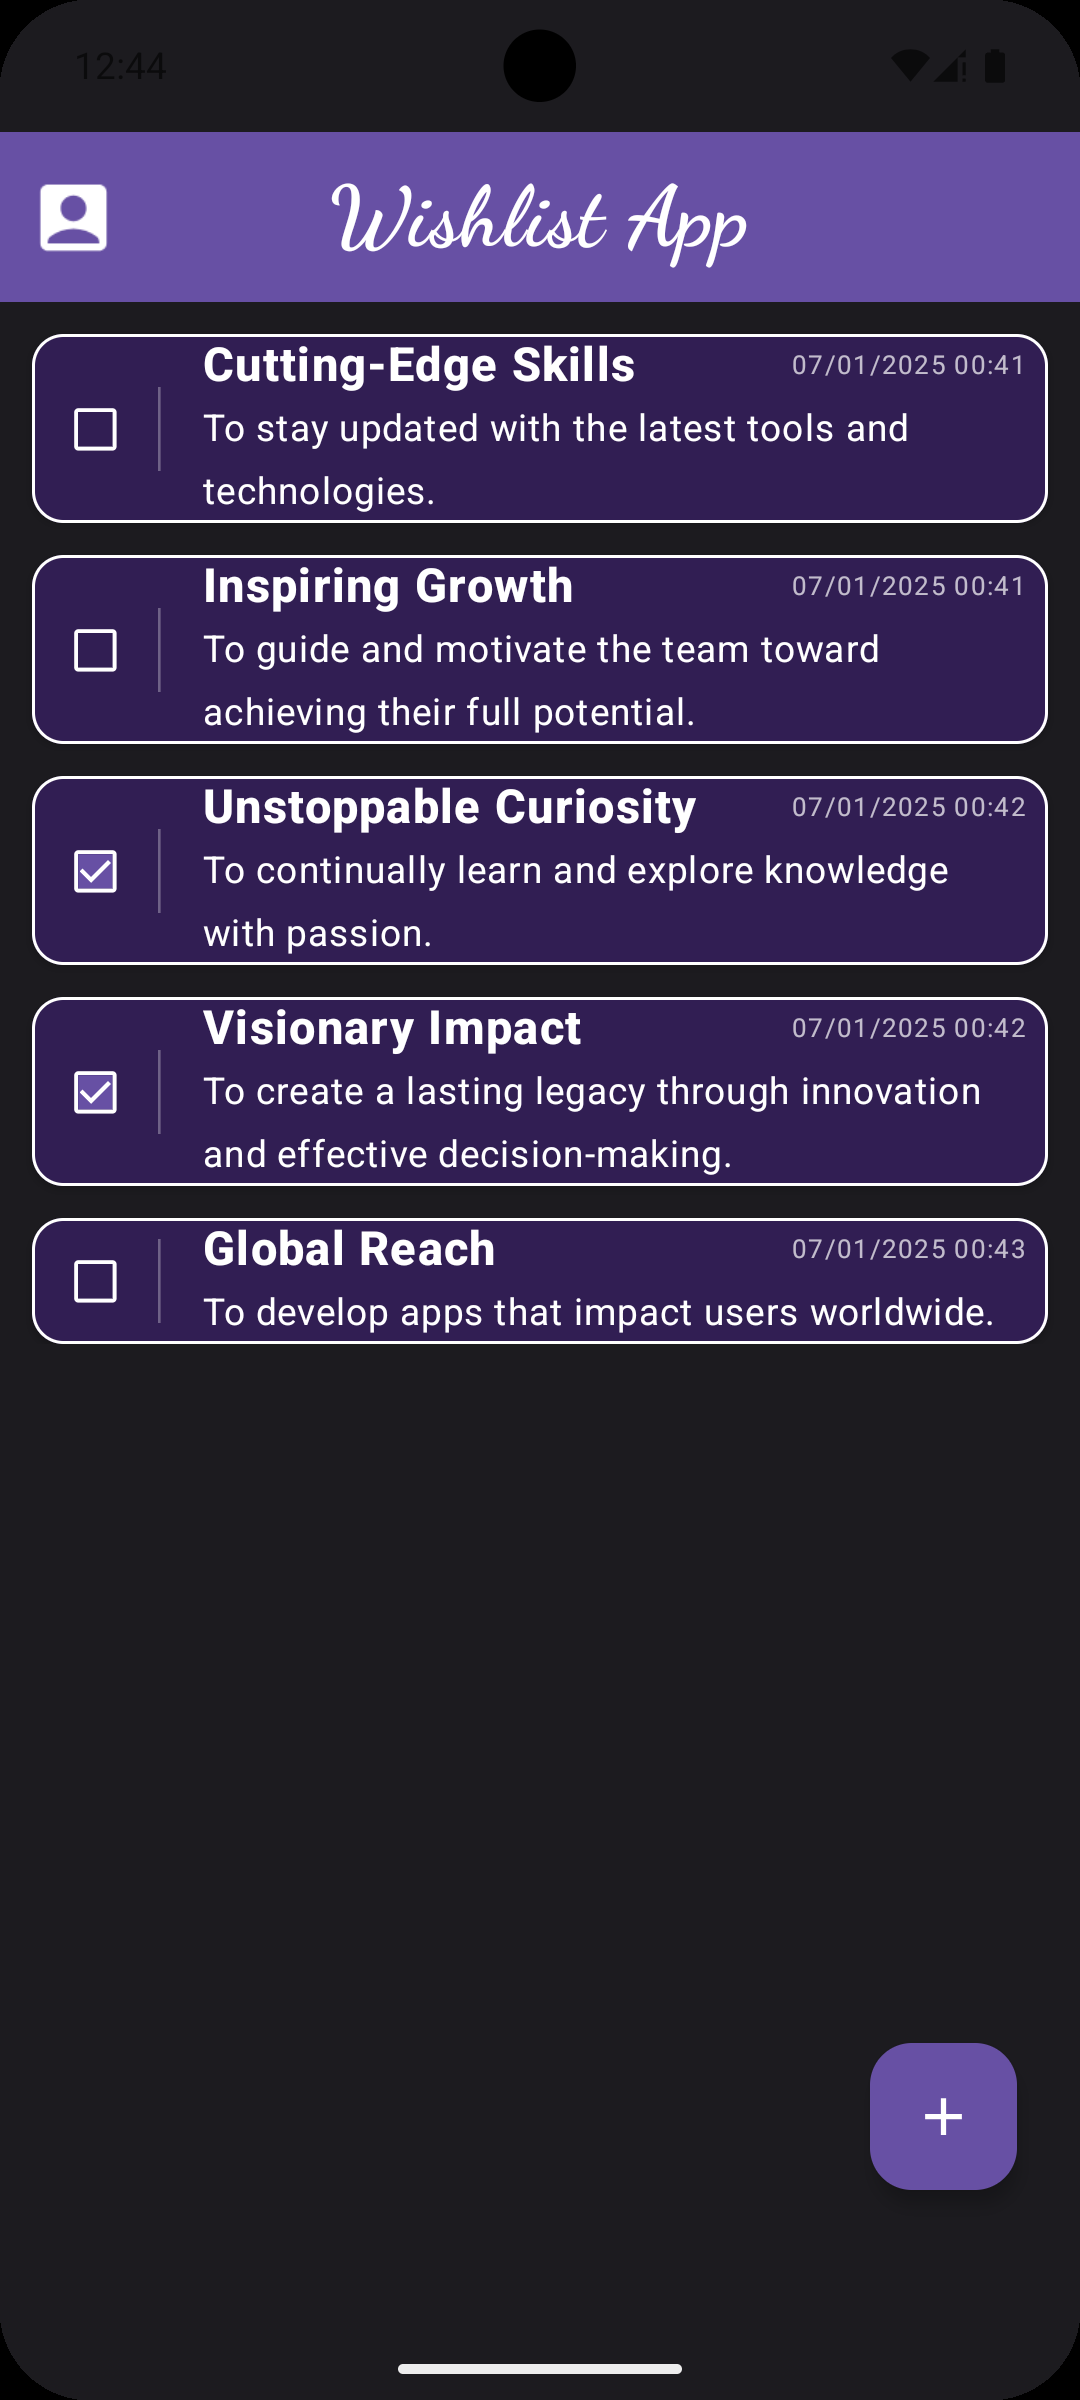 12:44
Wishlist App
Cutting-Edge Skills 07/01/2025 00:41
To stay updated with the latest tools and
technologies.
Inspiring Growth 07/01/2025 00:41
To guide and motivate the team toward
achieving their full potential.
Unstoppable Curiosity 07/01/2025 00:42
To continually learn and explore knowledge
with passion.
Visionary Impact 07/01/2025 00:42
To create a lasting legacy through innovation
and effective decision-making.
Global Reach 07/01/2025 00:43
To develop apps that impact users worldwide.